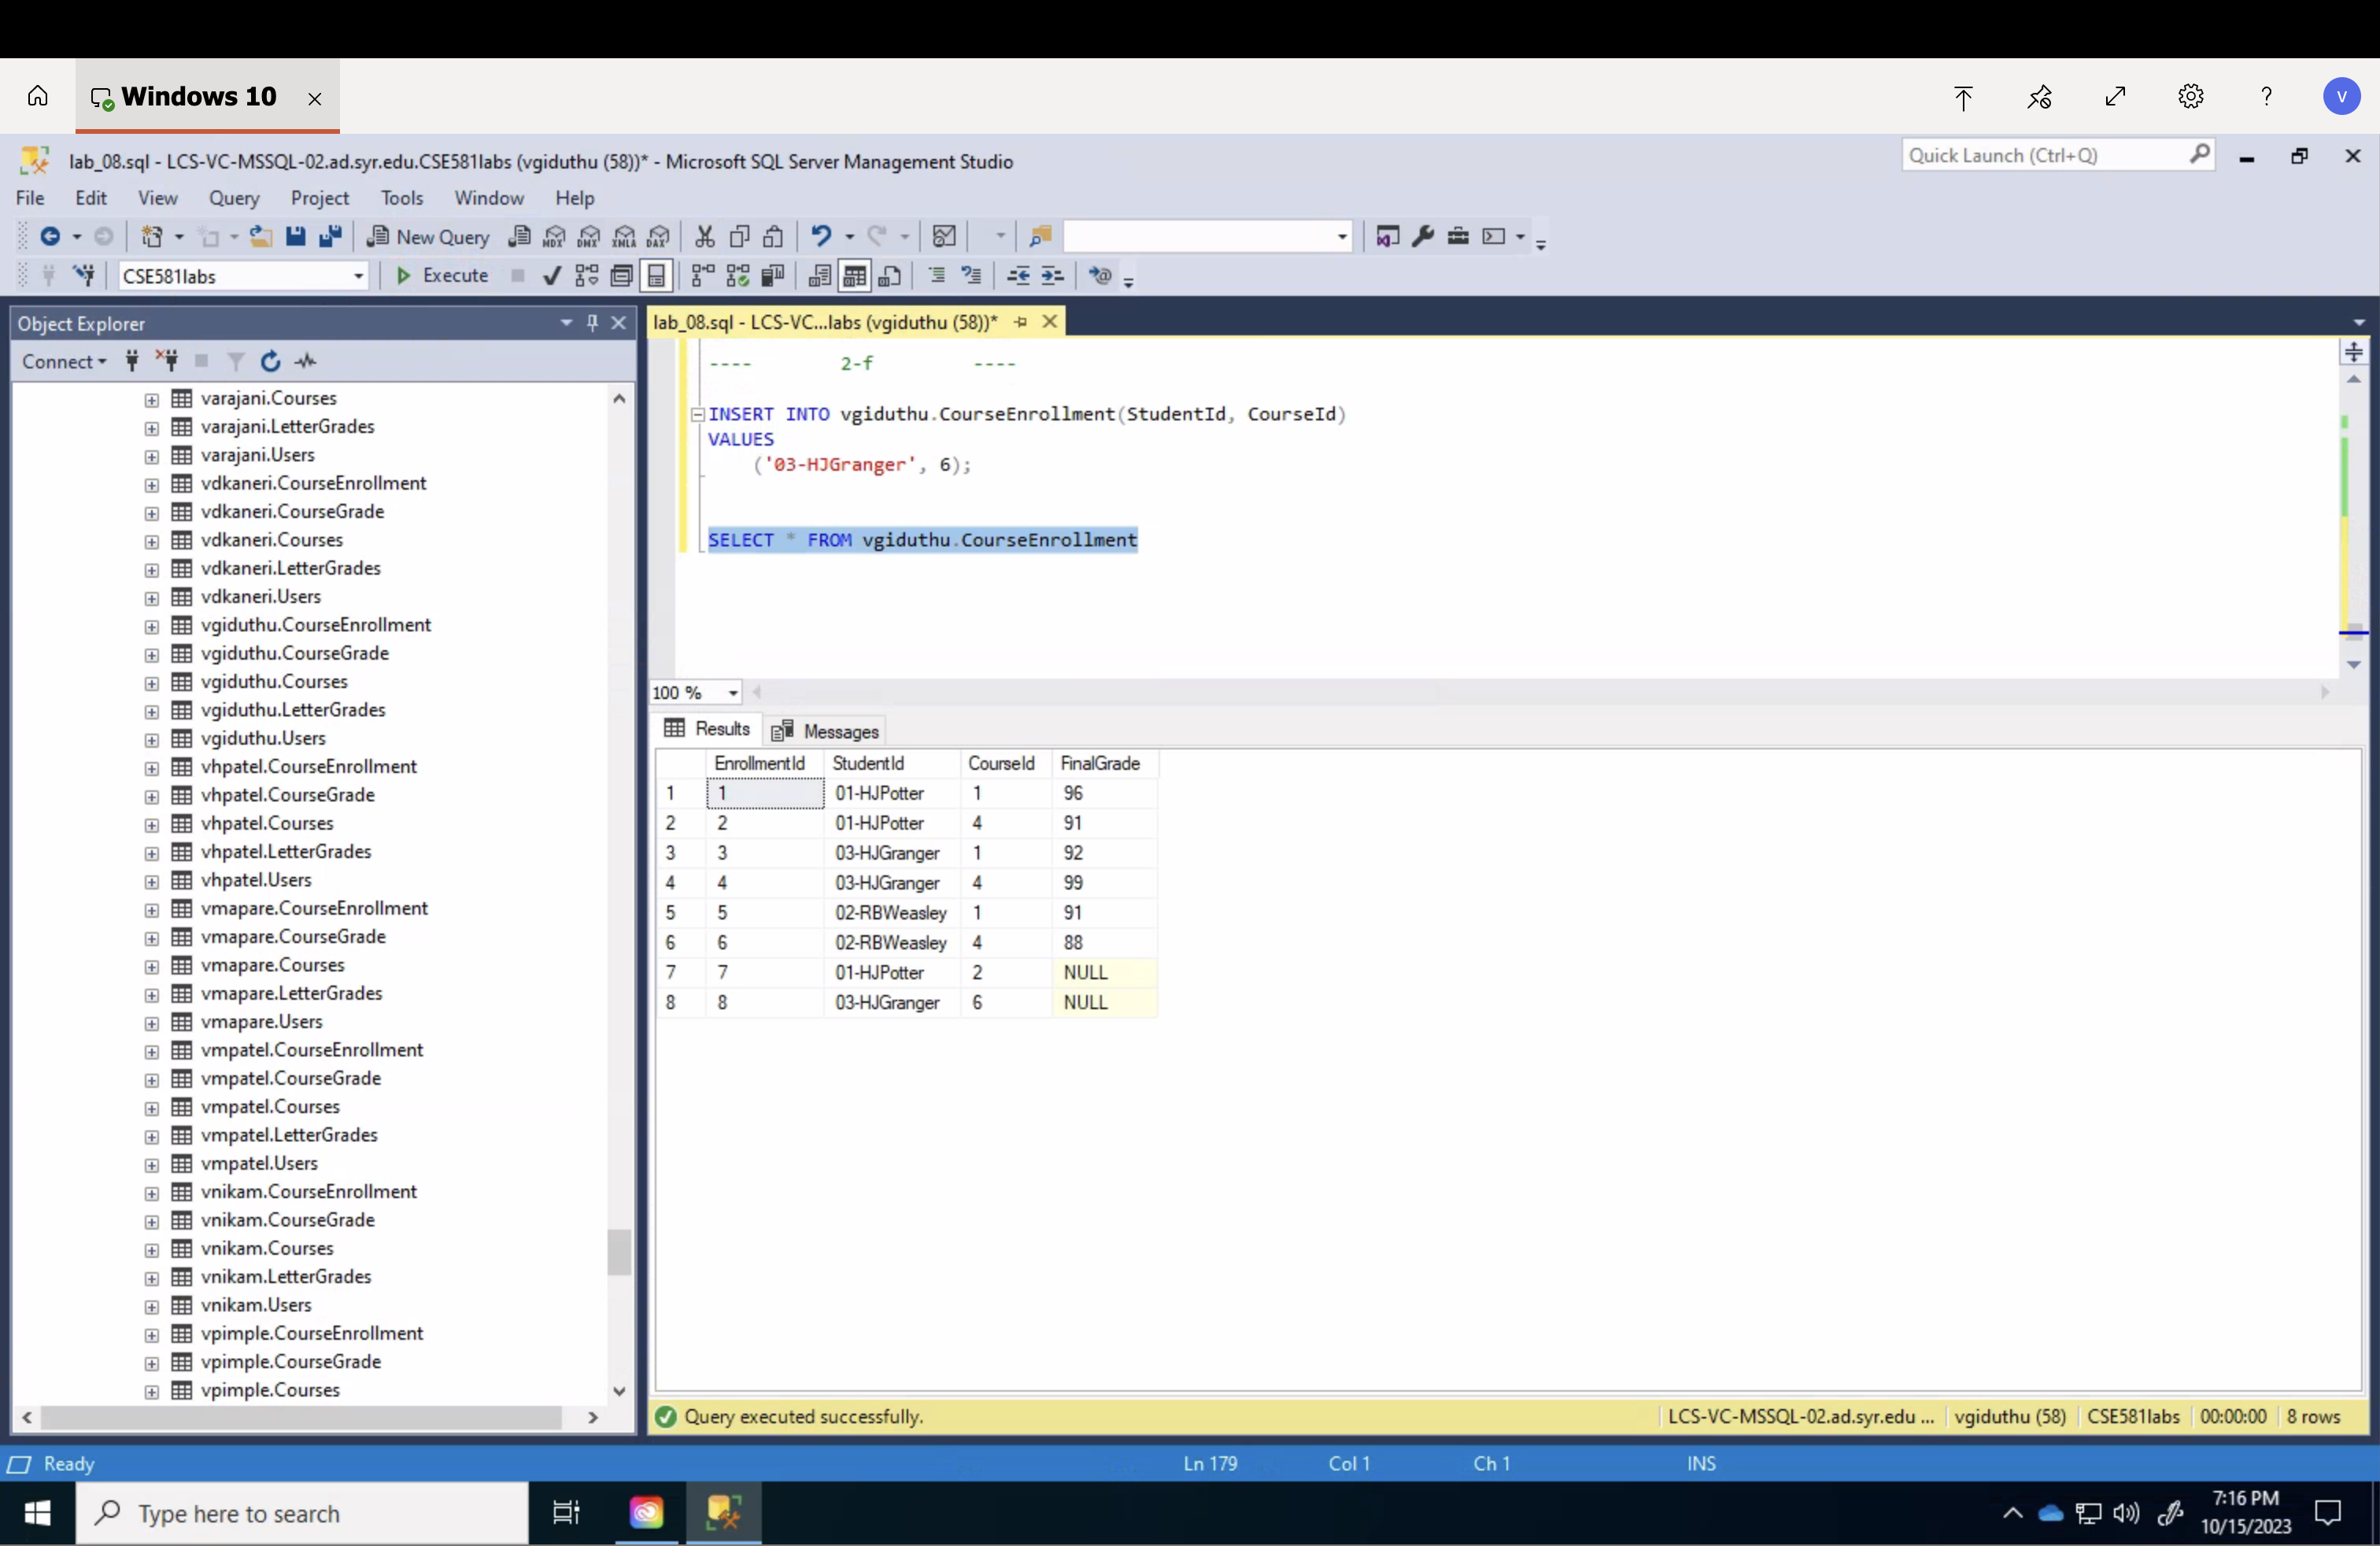 Windows 10
V
lab_08.sql - LCS-VC-MSSQL-02.ad.syr.edu.CSE581labs (vgiduthu (58))* - Microsoft SQL Server Management Studio
Quick Launch (Ctrl+Q)
File Edit View Query Project Tools Window Help
New Query MDX DMX XMLA DAX
CSE581labs Execute
Object Explorer
Connect
varajani.Courses
varajani.LetterGrades
varajani.Users
vdkaneri.CourseEnrollment
vdkaneri.CourseGrade
vdkaneri.Courses
vdkaneri.LetterGrades
vdkaneri.Users
vgiduthu.CourseEnrollment
vgiduthu.CourseGrade
vgiduthu.Courses
vgiduthu.LetterGrades
vgiduthu.Users
vhpatel.CourseEnrollment
vhpatel.CourseGrade
vhpatel.Courses
vhpatel.LetterGrades
vhpatel.Users
vmapare.CourseEnrollment
vmapare.CourseGrade
vmapare.Courses
vmapare.LetterGrades
vmapare.Users
vmpatel.CourseEnrollment
vmpatel.CourseGrade
vmpatel.Courses
vmpatel.LetterGrades
vmpatel.Users
vnikam.CourseEnrollment
vnikam.CourseGrade
vnikam.Courses
vnikam.LetterGrades
vnikam.Users
vpimple.CourseEnrollment
vpimple.CourseGrade
vpimple.Courses
lab_08.sql - LCS-VC...labs (vgiduthu (58))*
---- 2-f ----
INSERT INTO vgiduthu.CourseEnrollment(StudentId, CourseId)
VALUES
('03-HJGranger', 6);
SELECT * FROM vgiduthu.CourseEnrollment
100 %
Results Messages
EnrollmentId StudentId CourseId FinalGrade
1 1 01-HJPotter 1 96
2 2 01-HJPotter 4 91
3 3 03-HJGranger 1 92
4 4 03-HJGranger 4 99
5 5 02-RBWeasley 1 91
6 6 02-RBWeasley 4 88
7 7 01-HJPotter 2 NULL
8 8 03-HJGranger 6 NULL
Query executed successfully. LCS-VC-MSSQL-02.ad.syr.edu ... vgiduthu (58) CSE581labs 00:00:00 8 rows
Ready Ln 179 Col 1 Ch 1 INS
Type here to search
7:16 PM
10/15/2023